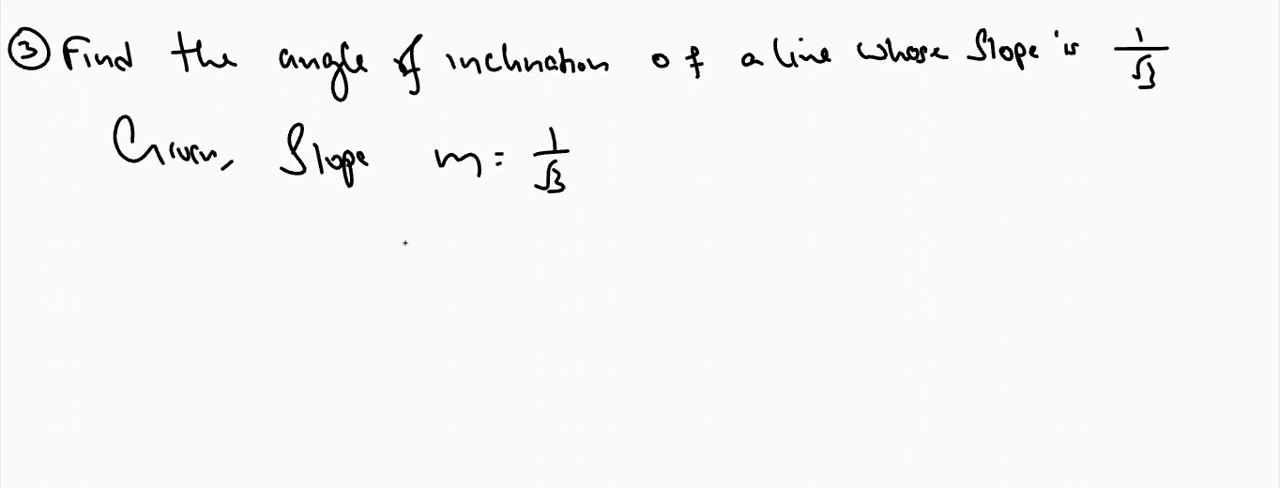 ③ Find the angle of inclination of a line whose slope is 1/√3
Given, Slope m = 1/√3